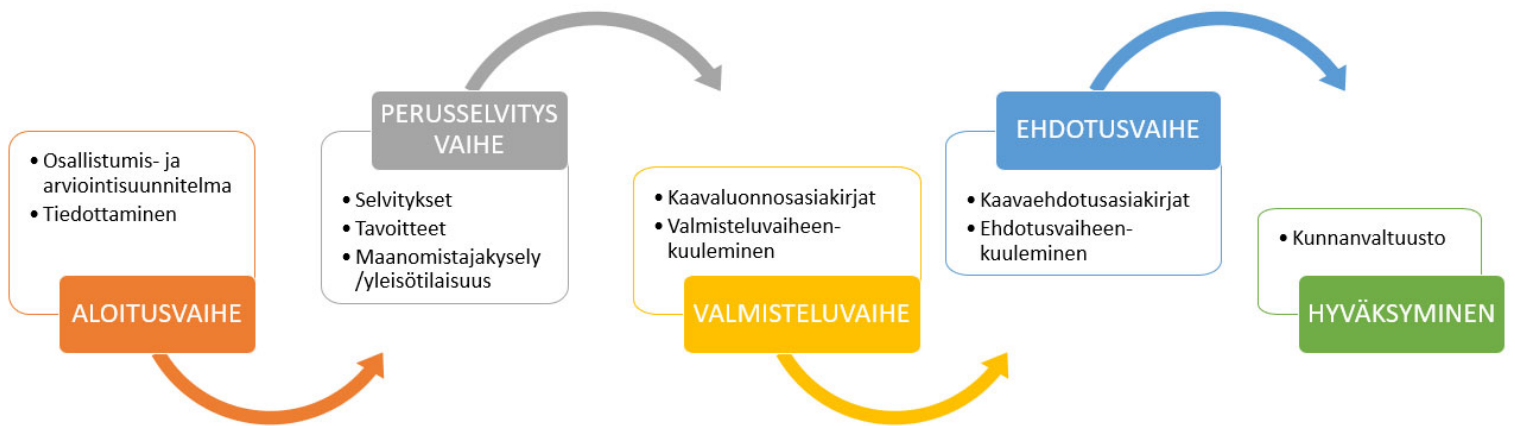 • Osallistumis- ja
arviointisuunnitelma
• Tiedottaminen
ALOITUSVAIHE
PERUSSELVITYS
VAIHE
• Selvitykset
• Tavoitteet
• Maanomistajakysely
/yleisötilaisuus
• Kaavaluonnosasiakirjat
• Valmisteluvaiheen-
kuuleminen
VALMISTELUVAIHE
EHDOTUSVAIHE
• Kaavaehdotusasiakirjat
• Ehdotusvaiheen-
kuuleminen
• Kunnanvaltuusto
HYVÄKSYMINEN